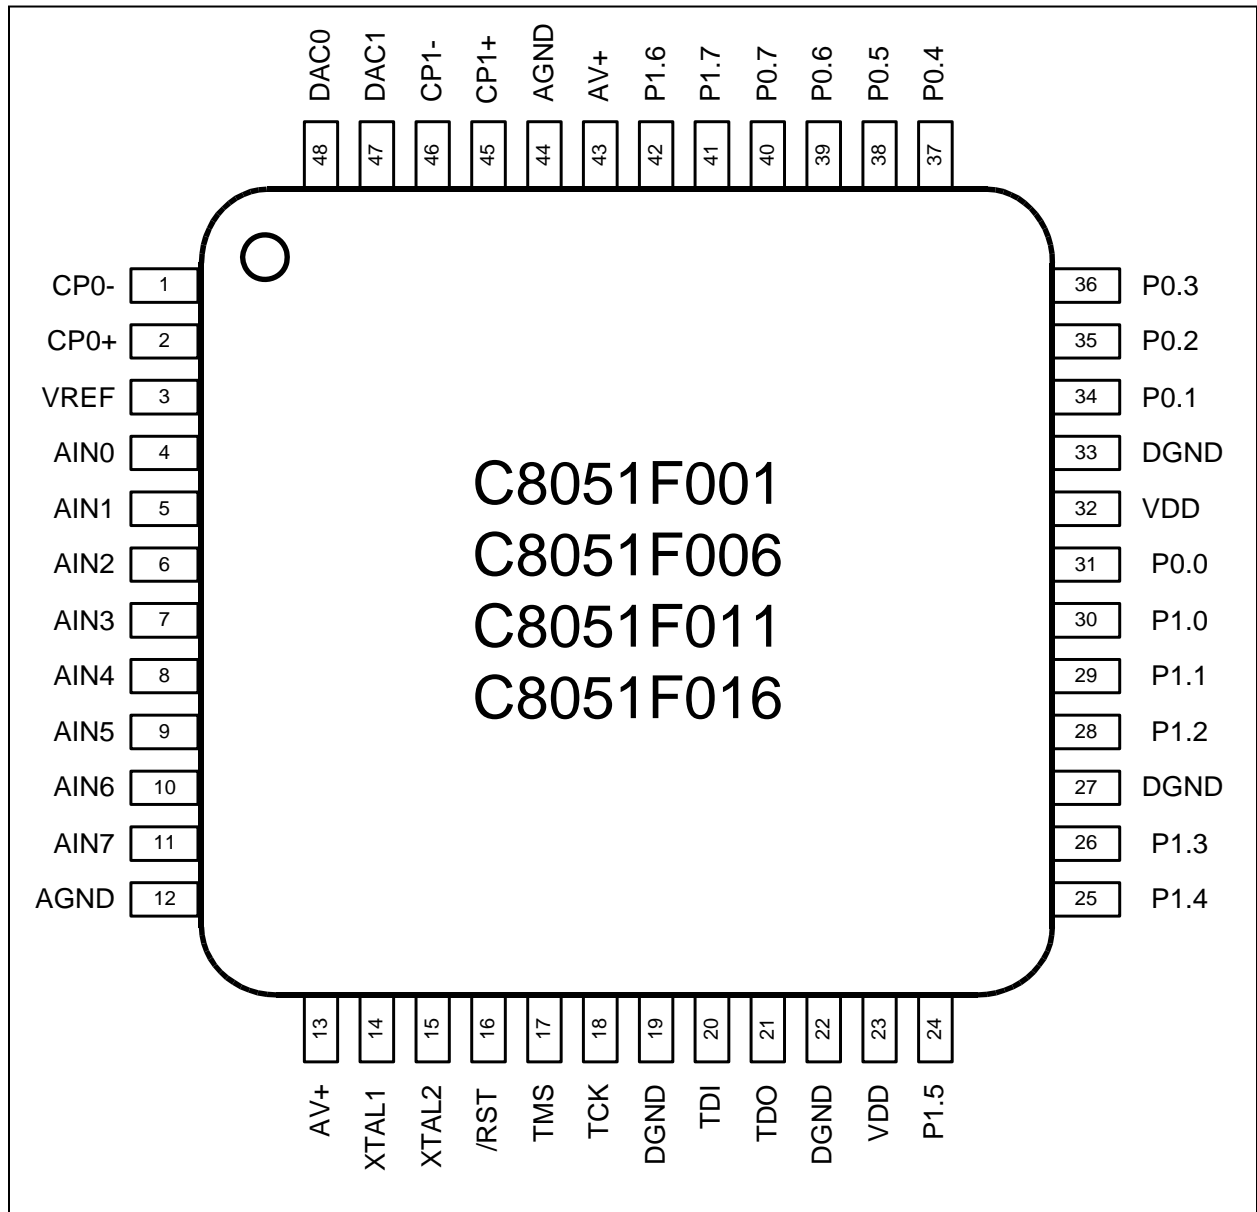 DAC0 DAC1 CP1- CP1+ AGND AV+ P1.6 P1.7 P0.7 P0.6 P0.5 P0.4
48 47 46 45 44 43 42 41 40 39 38 37
CP0- 1 36 P0.3
CP0+ 2 35 P0.2
VREF 3 34 P0.1
AIN0 4 33 DGND
AIN1 5 32 VDD
AIN2 6 31 P0.0
AIN3 7 30 P1.0
AIN4 8 29 P1.1
AIN5 9 28 P1.2
AIN6 10 27 DGND
AIN7 11 26 P1.3
AGND 12 25 P1.4
C8051F001
C8051F006
C8051F011
C8051F016
13 14 15 16 17 18 19 20 21 22 23 24
AV+ XTAL1 XTAL2 /RST TMS TCK DGND TDI TDO DGND VDD P1.5